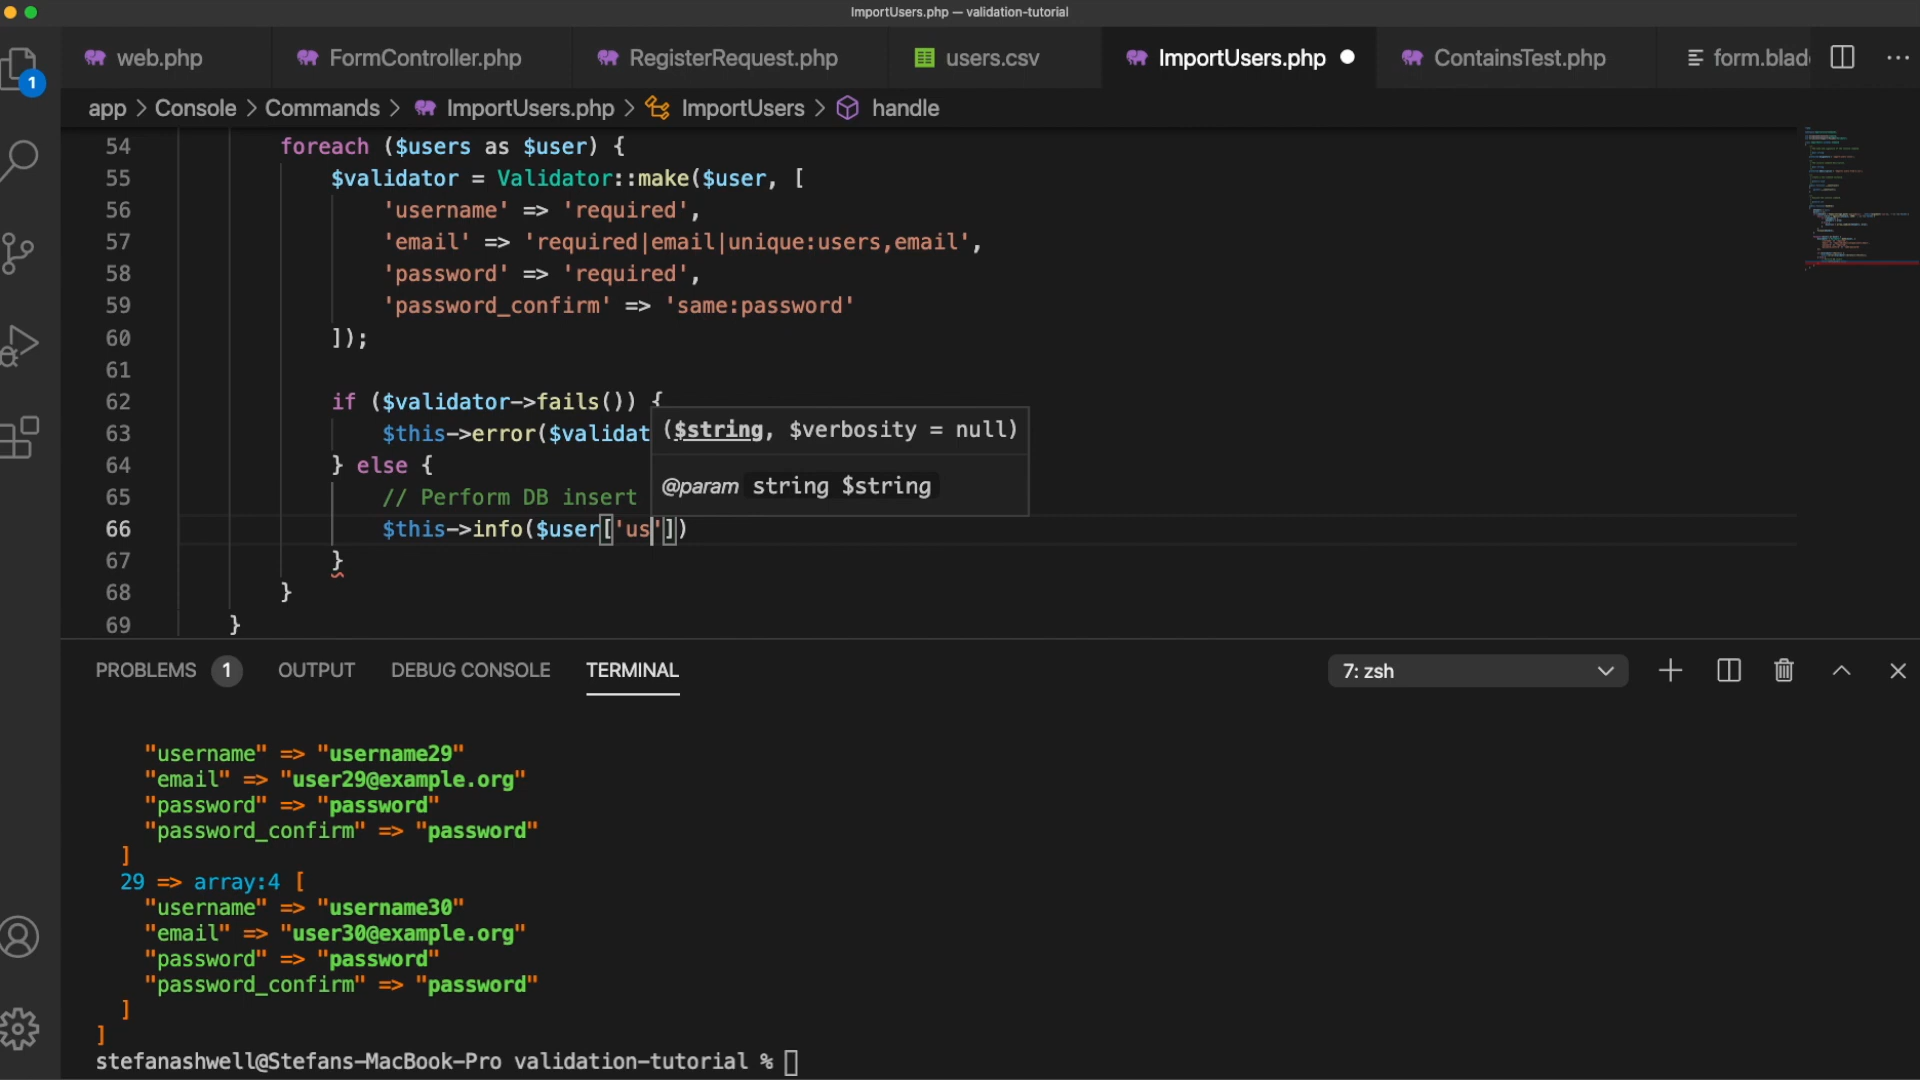 ImportUsers.php — validation-tutorial
web.php
FormController.php
RegisterRequest.php
users.csv
ImportUsers.php
ContainsTest.php
form.blad
1
app > Console > Commands > ImportUsers.php > ImportUsers > handle
54 foreach ($users as $user) {
55 $validator = Validator::make($user, [
56 'username' => 'required',
57 'email' => 'required|email|unique:users,email',
58 'password' => 'required',
59 'password_confirm' => 'same:password'
60 ]);
61
62 if ($validator->fails()) {
63 $this->error($validat
($string, $verbosity = null)
64 } else {
@param string $string
65 // Perform DB insert
66 $this->info($user['us'])
67 }
68 }
69 }
PROBLEMS 1 OUTPUT DEBUG CONSOLE TERMINAL 7: zsh
"username" => "username29"
"email" => "user29@example.org"
"password" => "password"
"password_confirm" => "password"
]
29 => array:4 [
"username" => "username30"
"email" => "user30@example.org"
"password" => "password"
"password_confirm" => "password"
]
]
stefanashwell@Stefans-MacBook-Pro validation-tutorial %